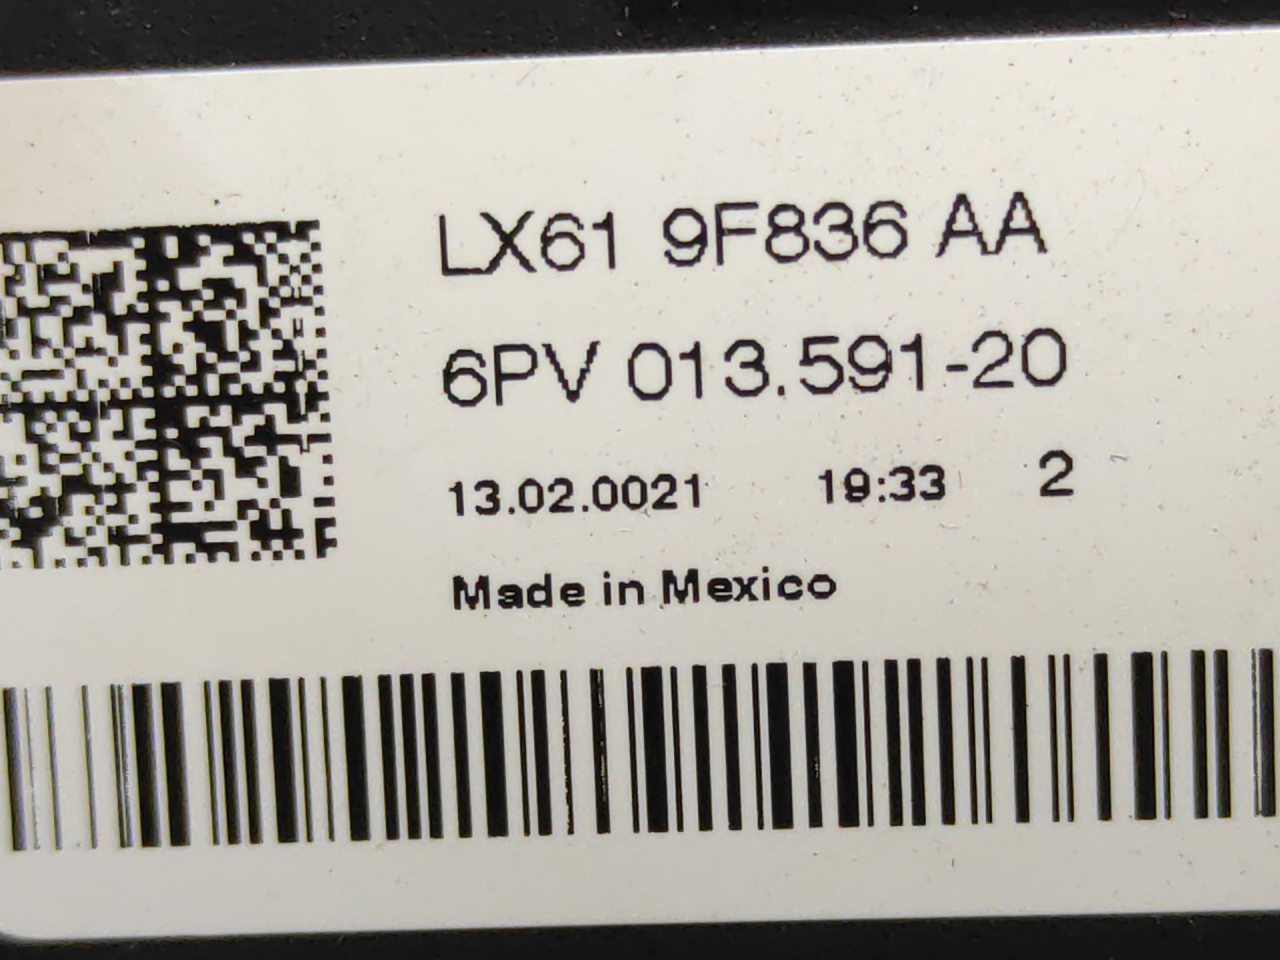 LX61 9F836 AA
6PV 013.591-20
13.02.0021 19:33 2
Made in Mexico